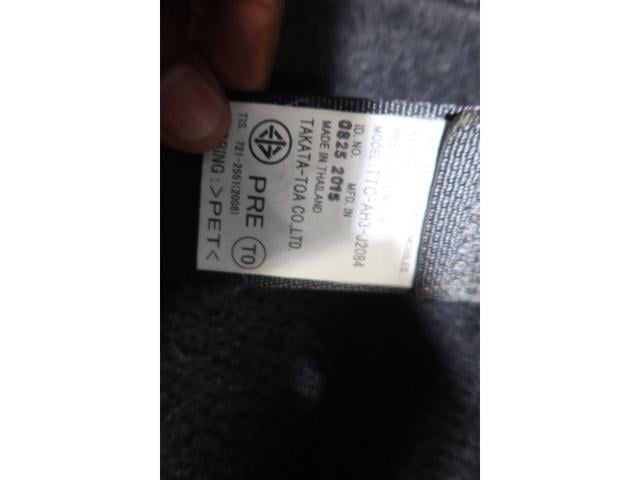 MODEL: TTC-AH3-J2084
ID. NO. MFD. IN
0825 2015
MADE IN THAILAND
TAKATA-TOA CO.,LTD.
PRE TO
TIS. 721-2551(2008)
RING:>PET<